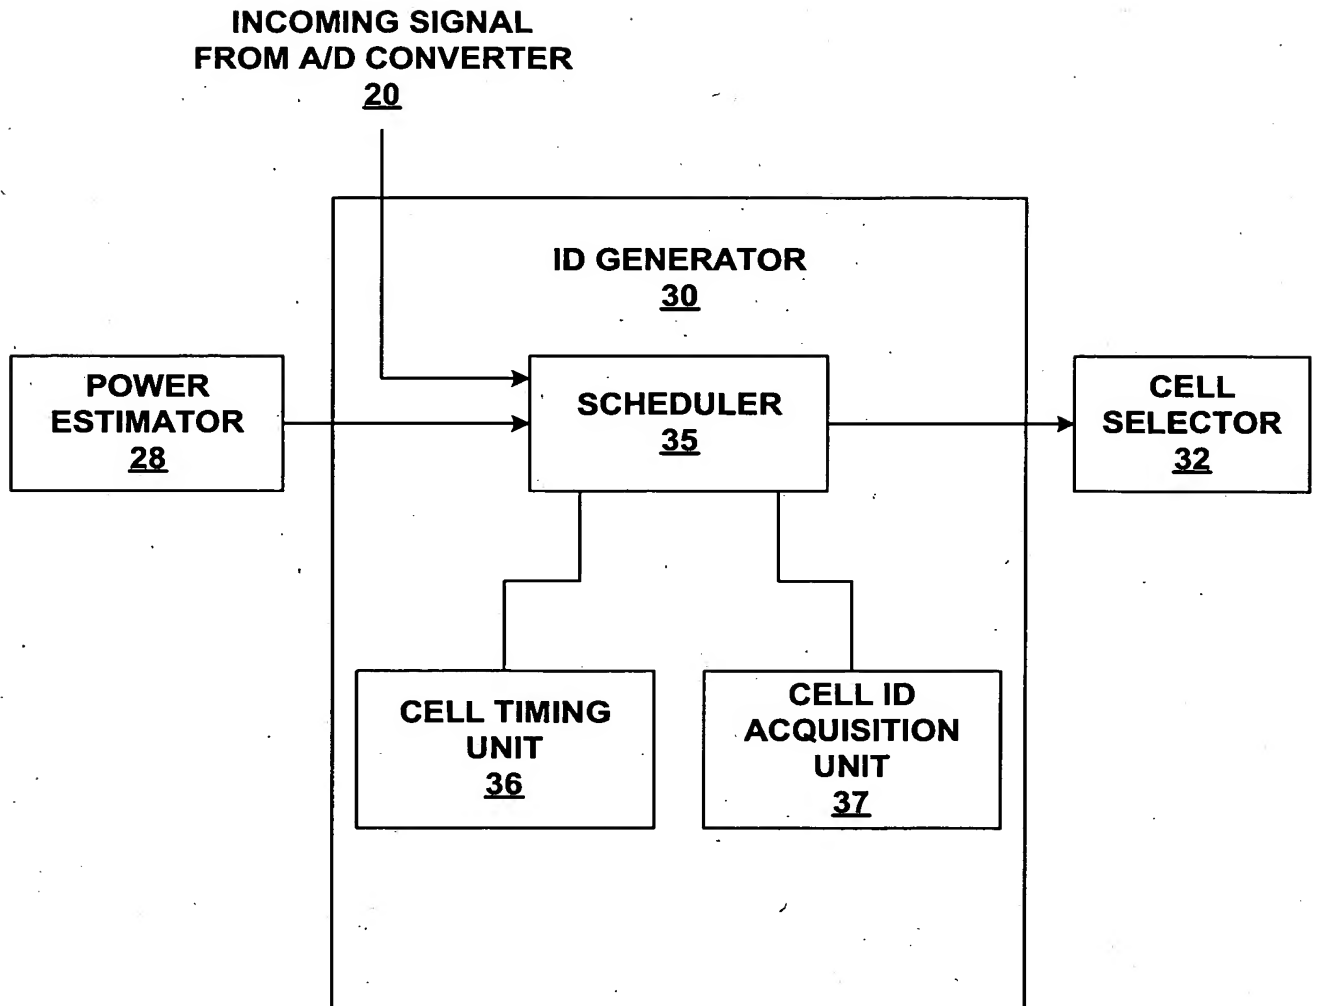 INCOMING SIGNAL
FROM A/D CONVERTER
20
ID GENERATOR
30
POWER
ESTIMATOR
28
SCHEDULER
35
CELL
SELECTOR
32
CELL TIMING
UNIT
36
CELL ID
ACQUISITION
UNIT
37